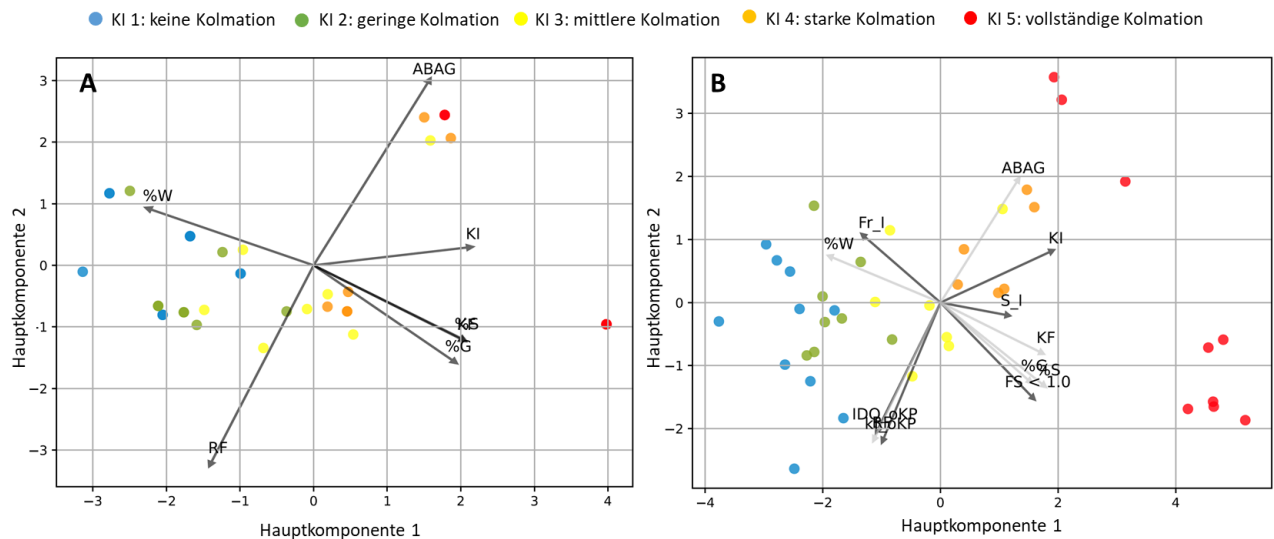 KI 1: keine Kolmation KI 2: geringe Kolmation KI 3: mittlere Kolmation KI 4: starke Kolmation KI 5: vollständige Kolmation
A
3
2
1
0
−1
−2
−3
−3 −2 −1 0 1 2 3 4
Hauptkomponente 1
Hauptkomponente 2
ABAG
%W
KI
%S
%G
RF
B
3
2
1
0
−1
−2
−4 −2 0 2 4
Hauptkomponente 1
Hauptkomponente 2
ABAG
Fr_I
%W
KI
S_I
KF
%G
%S
FS < 1.0
IDO_oKP